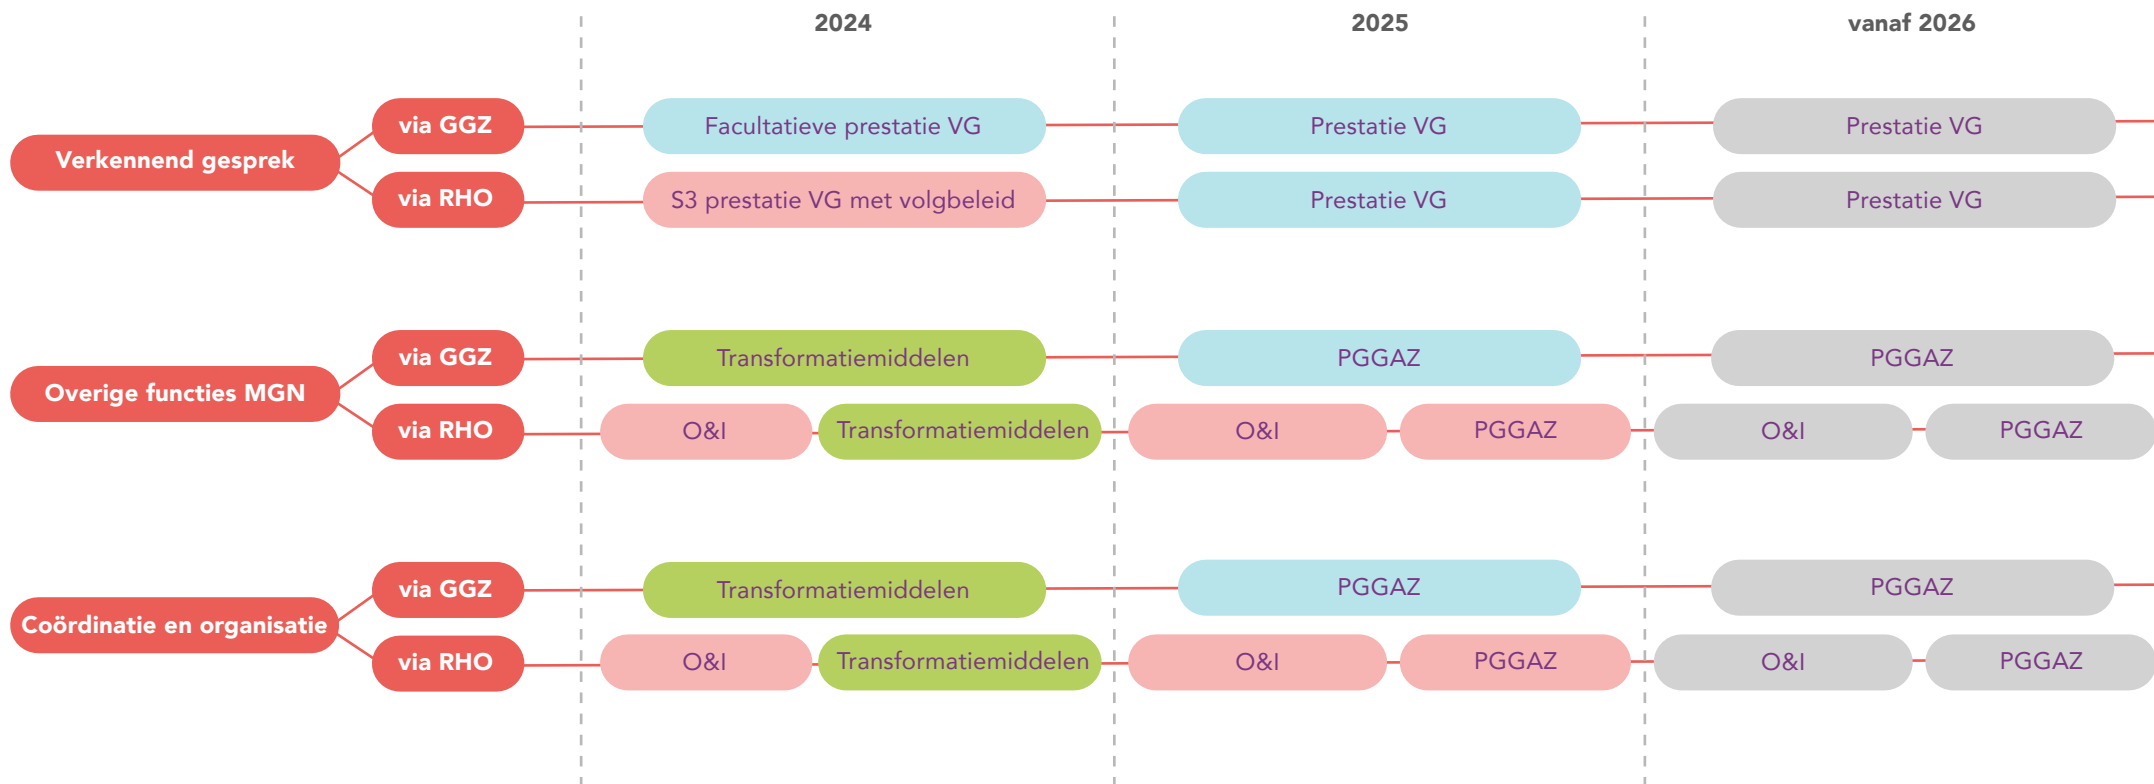 2024 2025 vanaf 2026
via GGZ Facultatieve prestatie VG Prestatie VG Prestatie VG
Verkennend gesprek
via RHO S3 prestatie VG met volgbeleid Prestatie VG Prestatie VG
via GGZ Transformatiemiddelen PGGAZ PGGAZ
Overige functies MGN
via RHO O&I Transformatiemiddelen O&I PGGAZ O&I PGGAZ
via GGZ Transformatiemiddelen PGGAZ PGGAZ
Coördinatie en organisatie
via RHO O&I Transformatiemiddelen O&I PGGAZ O&I PGGAZ